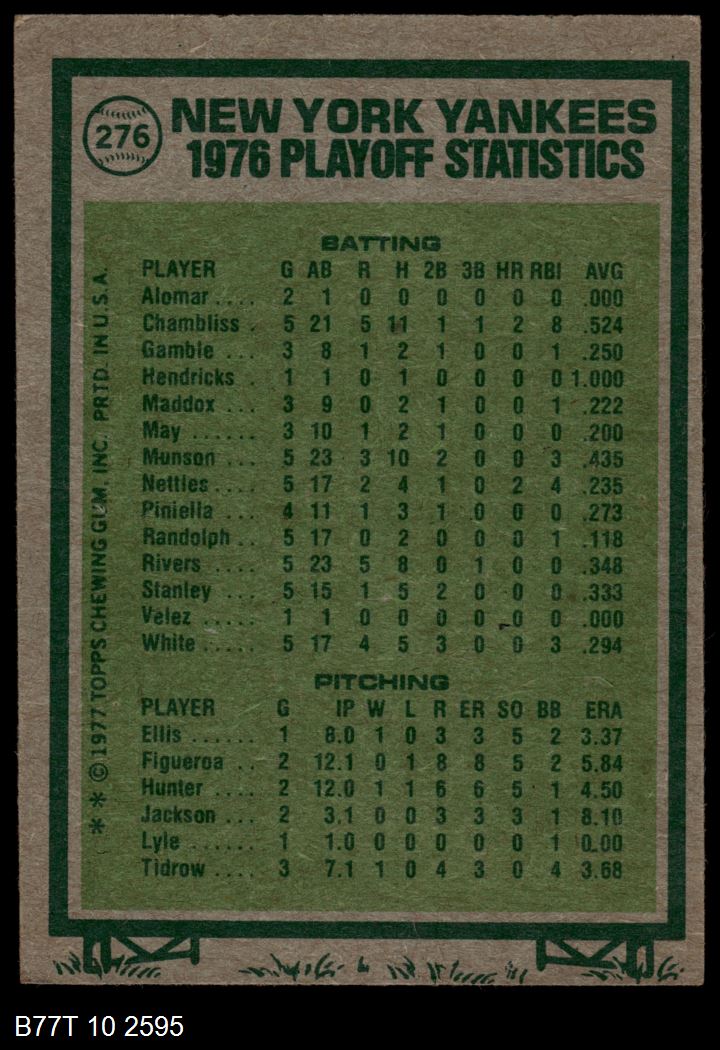 276
NEW YORK YANKEES
1976 PLAYOFF STATISTICS
BATTING
PLAYER G AB R H 2B 3B HR RBI AVG
Alomar .... 2 1 0 0 0 0 0 0 .000
Chambliss . 5 21 5 11 1 1 2 8 .524
Gamble ... 3 8 1 2 1 0 0 1 .250
Hendricks . 1 1 0 1 0 0 0 0 1.000
Maddox ... 3 9 0 2 1 0 0 1 .222
May ...... 3 10 1 2 1 0 0 0 .200
Munson ... 5 23 3 10 2 0 0 3 .435
Nettles .... 5 17 2 4 1 0 2 4 .235
Piniella .... 4 11 1 3 1 0 0 0 .273
Randolph .. 5 17 0 2 0 0 0 1 .118
Rivers .... 5 23 5 8 0 1 0 0 .348
Stanley ... 5 15 1 5 2 0 0 0 .333
Velez ..... 1 1 0 0 0 0 0 0 .000
White ..... 5 17 4 5 3 0 0 3 .294
PITCHING
PLAYER G IP W L R ER SO BB ERA
Ellis ...... 1 8.0 1 0 3 3 5 2 3.37
Figueroa .. 2 12.1 0 1 8 8 5 2 5.84
Hunter .... 2 12.0 1 1 6 6 5 1 4.50
Jackson ... 2 3.1 0 0 3 3 3 1 8.10
Lyle ...... 1 1.0 0 0 0 0 0 1 0.00
Tidrow .... 3 7.1 1 0 4 3 0 4 3.68
* * © 1977 TOPPS CHEWING GUM, INC. PRTD. IN U.S.A.
B77T 10 2595